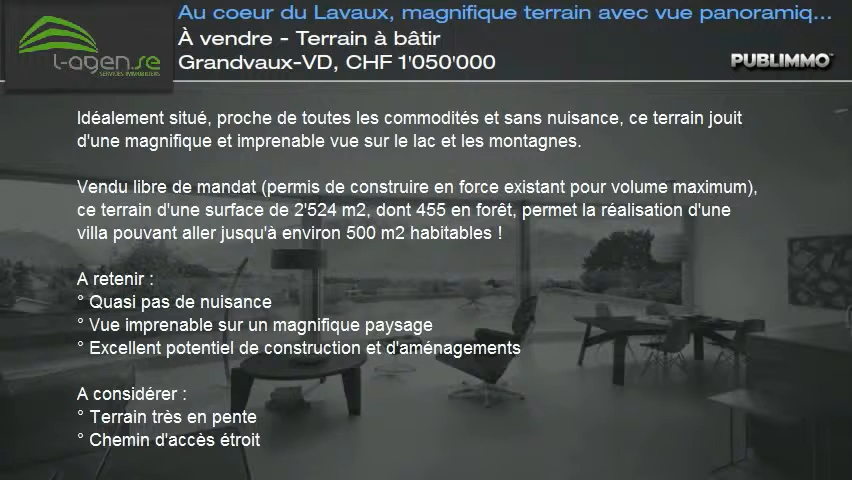 Au coeur du Lavaux, magnifique terrain avec vue panoramiq...
À vendre - Terrain à bâtir
Grandvaux-VD, CHF 1'050'000
l-agen.se
SERVICES IMMOBILIERS
PUBLIMMO
Idéalement situé, proche de toutes les commodités et sans nuisance, ce terrain jouit
d'une magnifique et imprenable vue sur le lac et les montagnes.
Vendu libre de mandat (permis de construire en force existant pour volume maximum),
ce terrain d'une surface de 2'524 m2, dont 455 en forêt, permet la réalisation d'une
villa pouvant aller jusqu'à environ 500 m2 habitables !
A retenir :
° Quasi pas de nuisance
° Vue imprenable sur un magnifique paysage
° Excellent potentiel de construction et d'aménagements
A considérer :
° Terrain très en pente
° Chemin d'accès étroit